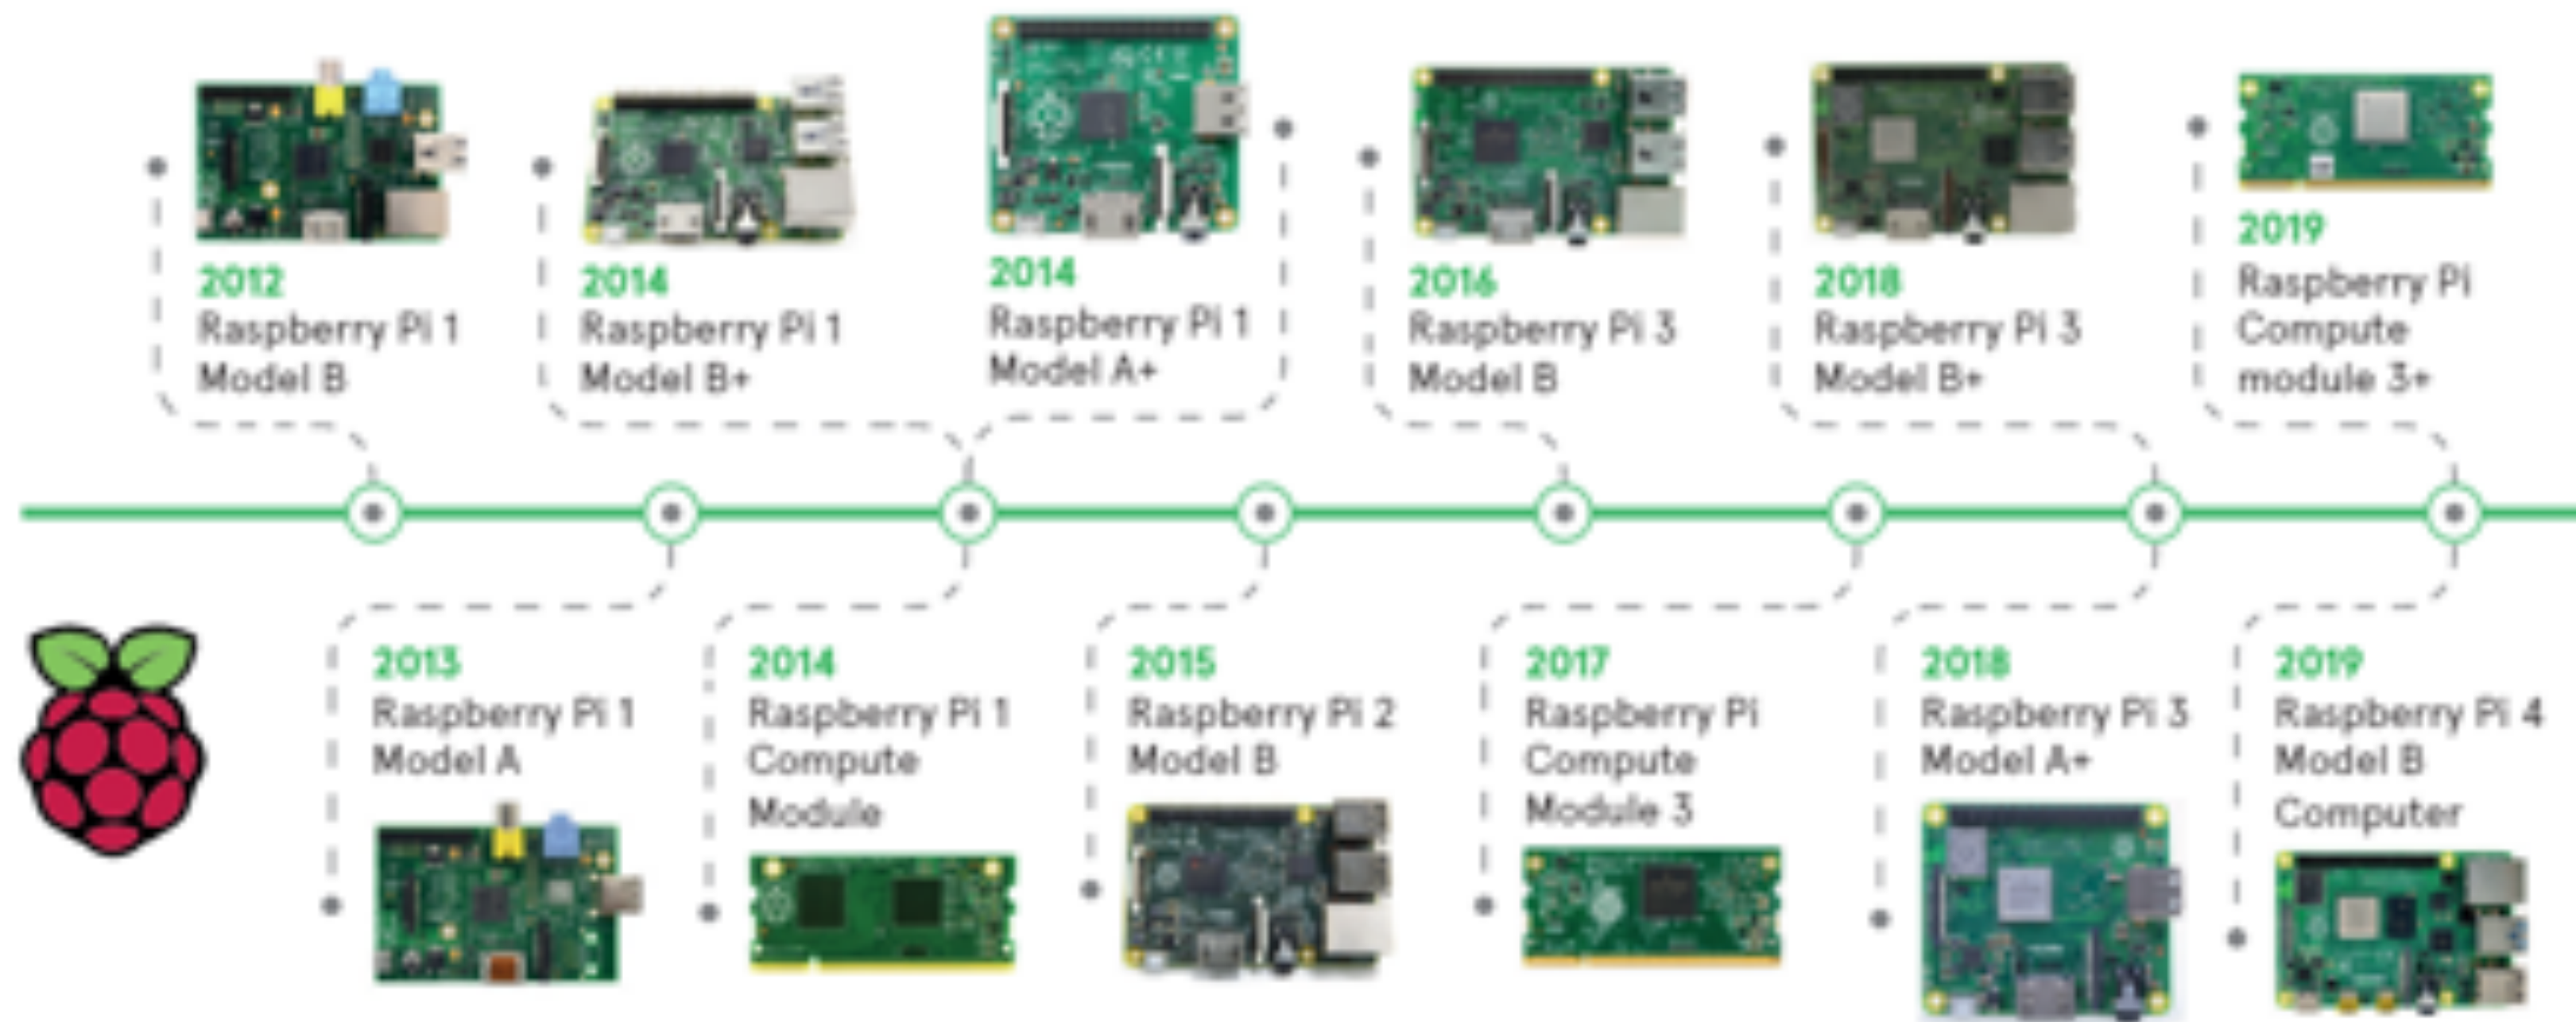 2012
Raspberry Pi 1
Model B
2014
Raspberry Pi 1
Model B+
2014
Raspberry Pi 1
Model A+
2016
Raspberry Pi 3
Model B
2018
Raspberry Pi 3
Model B+
2019
Raspberry Pi
Compute
module 3+
2013
Raspberry Pi 1
Model A
2014
Raspberry Pi 1
Compute
Module
2015
Raspberry Pi 2
Model B
2017
Raspberry Pi
Compute
Module 3
2018
Raspberry Pi 3
Model A+
2019
Raspberry Pi 4
Model B
Computer